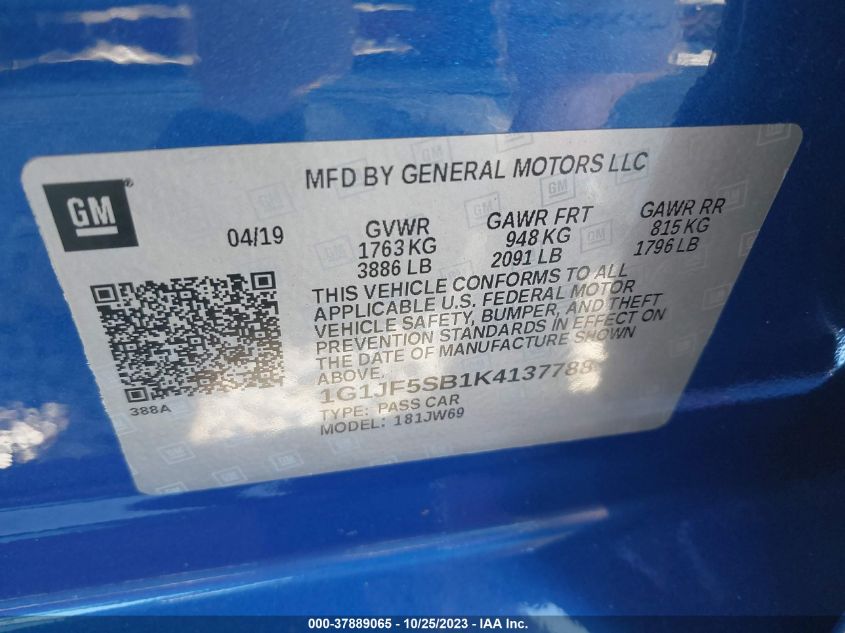 MFD BY GENERAL MOTORS LLC
GM
04/19
GVWR
1763 KG
3886 LB
GAWR FRT
948 KG
2091 LB
GAWR RR
815 KG
1796 LB
THIS VEHICLE CONFORMS TO ALL
APPLICABLE U.S. FEDERAL MOTOR
VEHICLE SAFETY, BUMPER, AND THEFT
PREVENTION STANDARDS IN EFFECT ON
THE DATE OF MANUFACTURE SHOWN
ABOVE.
1G1JF5SB1K4137788
TYPE: PASS CAR
MODEL: 181JW69
388A
000-37889065 - 10/25/2023 - IAA Inc.